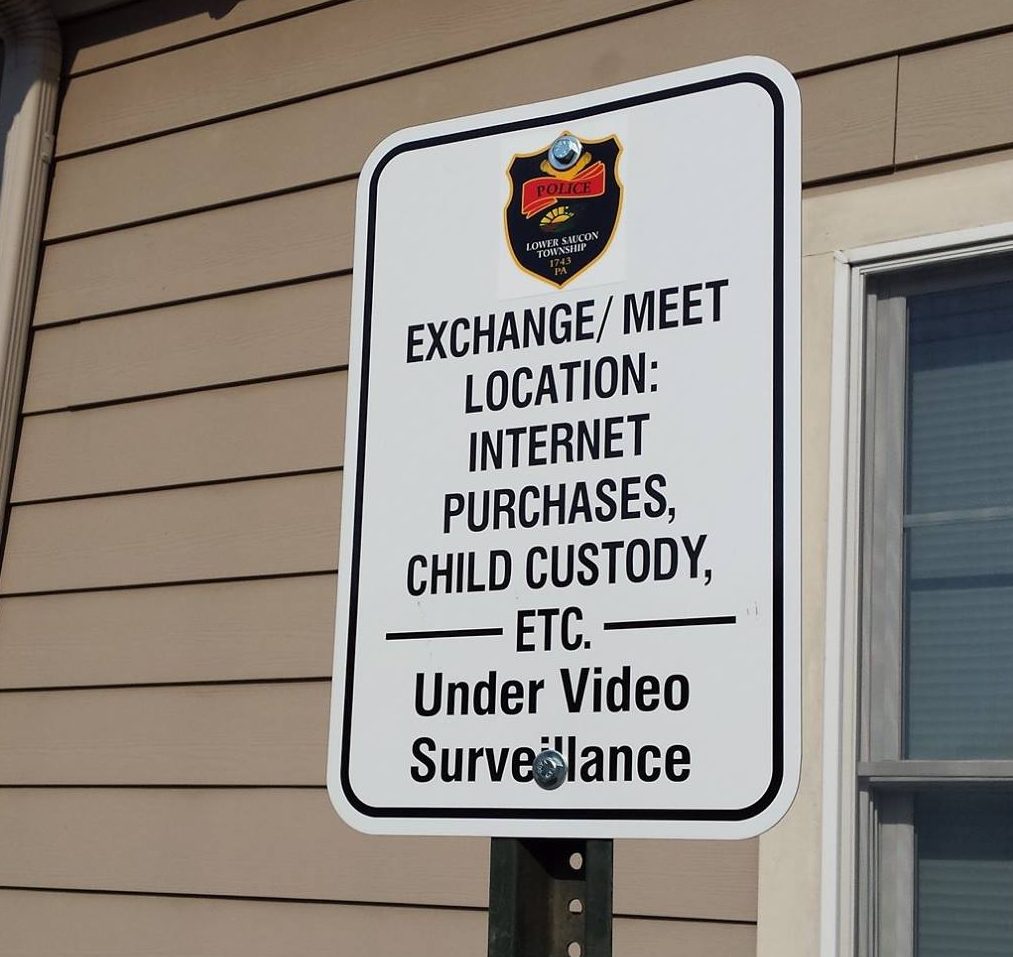 POLICE
LOWER SAUCON
TOWNSHIP
1743
PA
EXCHANGE/ MEET
LOCATION:
INTERNET
PURCHASES,
CHILD CUSTODY,
ETC.
Under Video
Surveillance